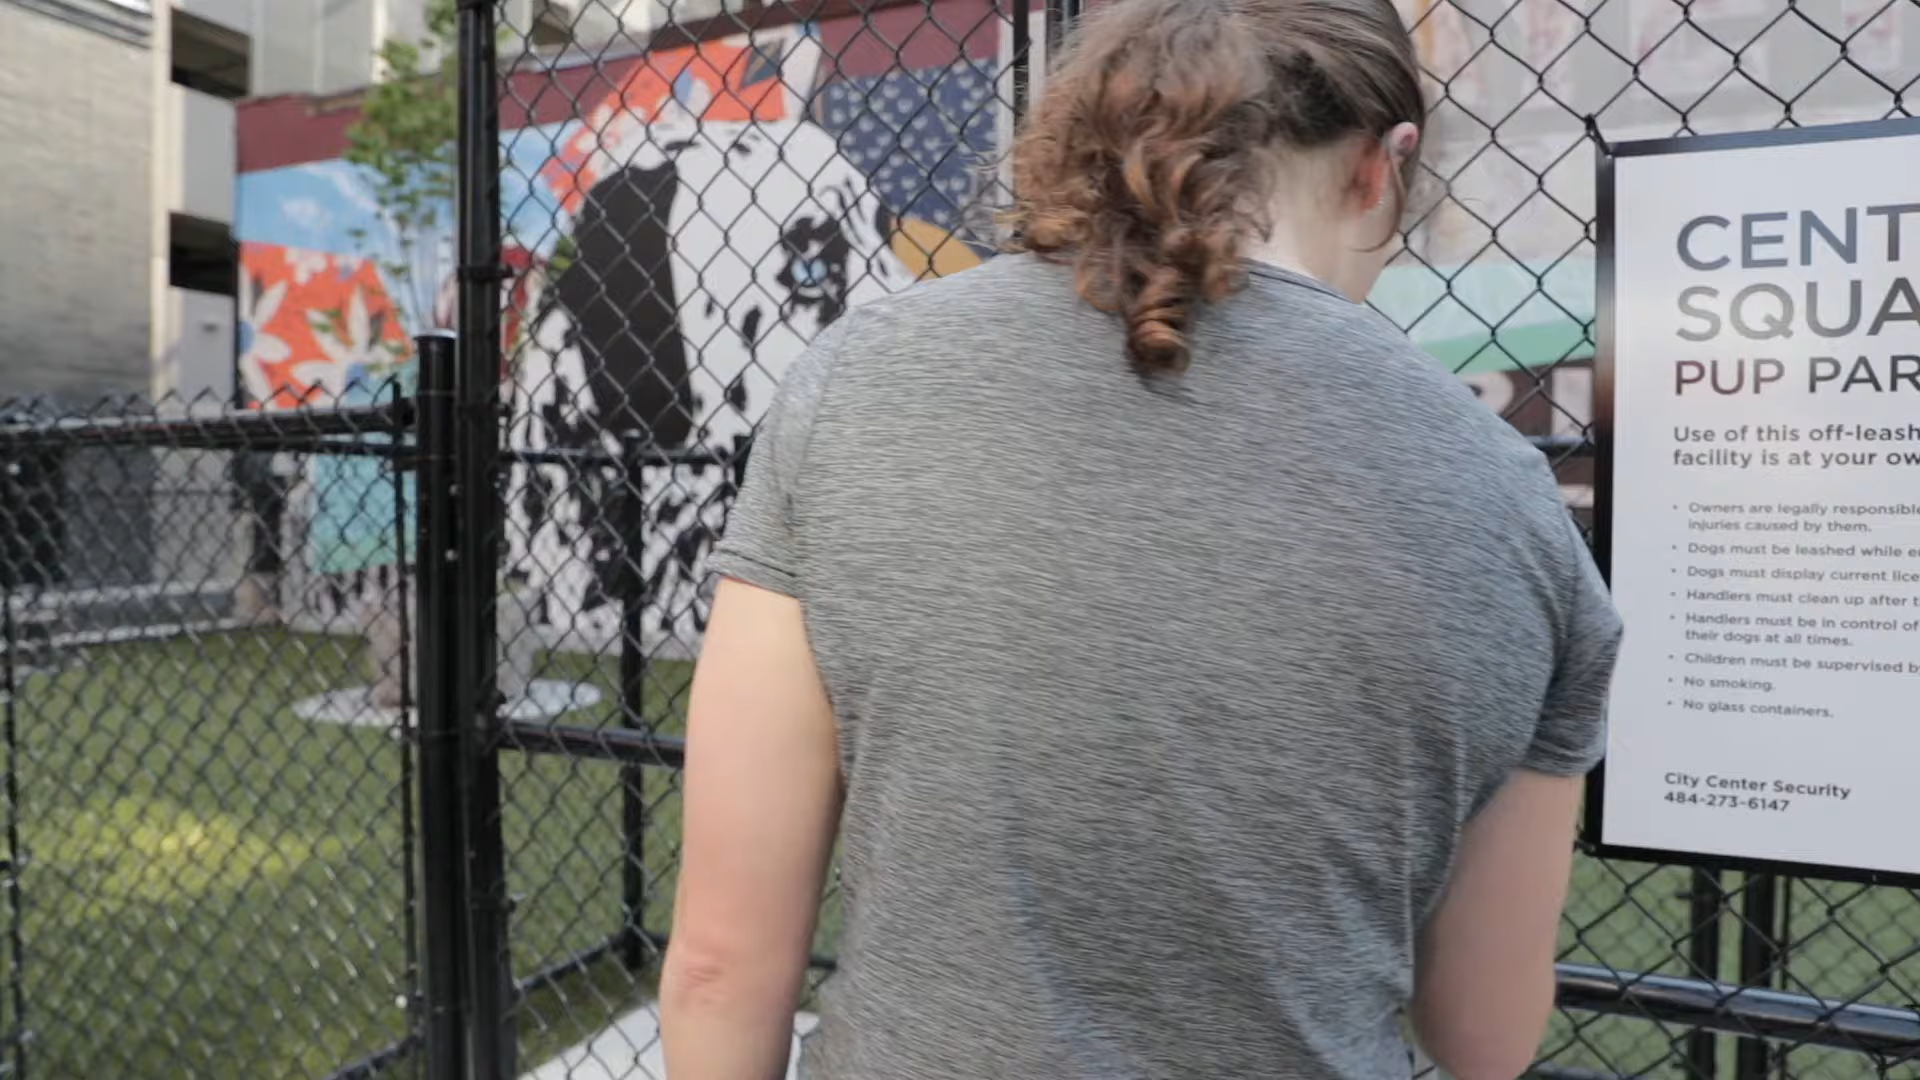 CENT
SQUA
PUP PAR
Use of this off-leash
facility is at your ow
• Owners are legally responsible
injuries caused by them.
• Dogs must be leashed while e
• Dogs must display current lice
• Handlers must clean up after t
• Handlers must be in control of
their dogs at all times.
• Children must be supervised b
• No smoking.
• No glass containers.
City Center Security
484-273-6147